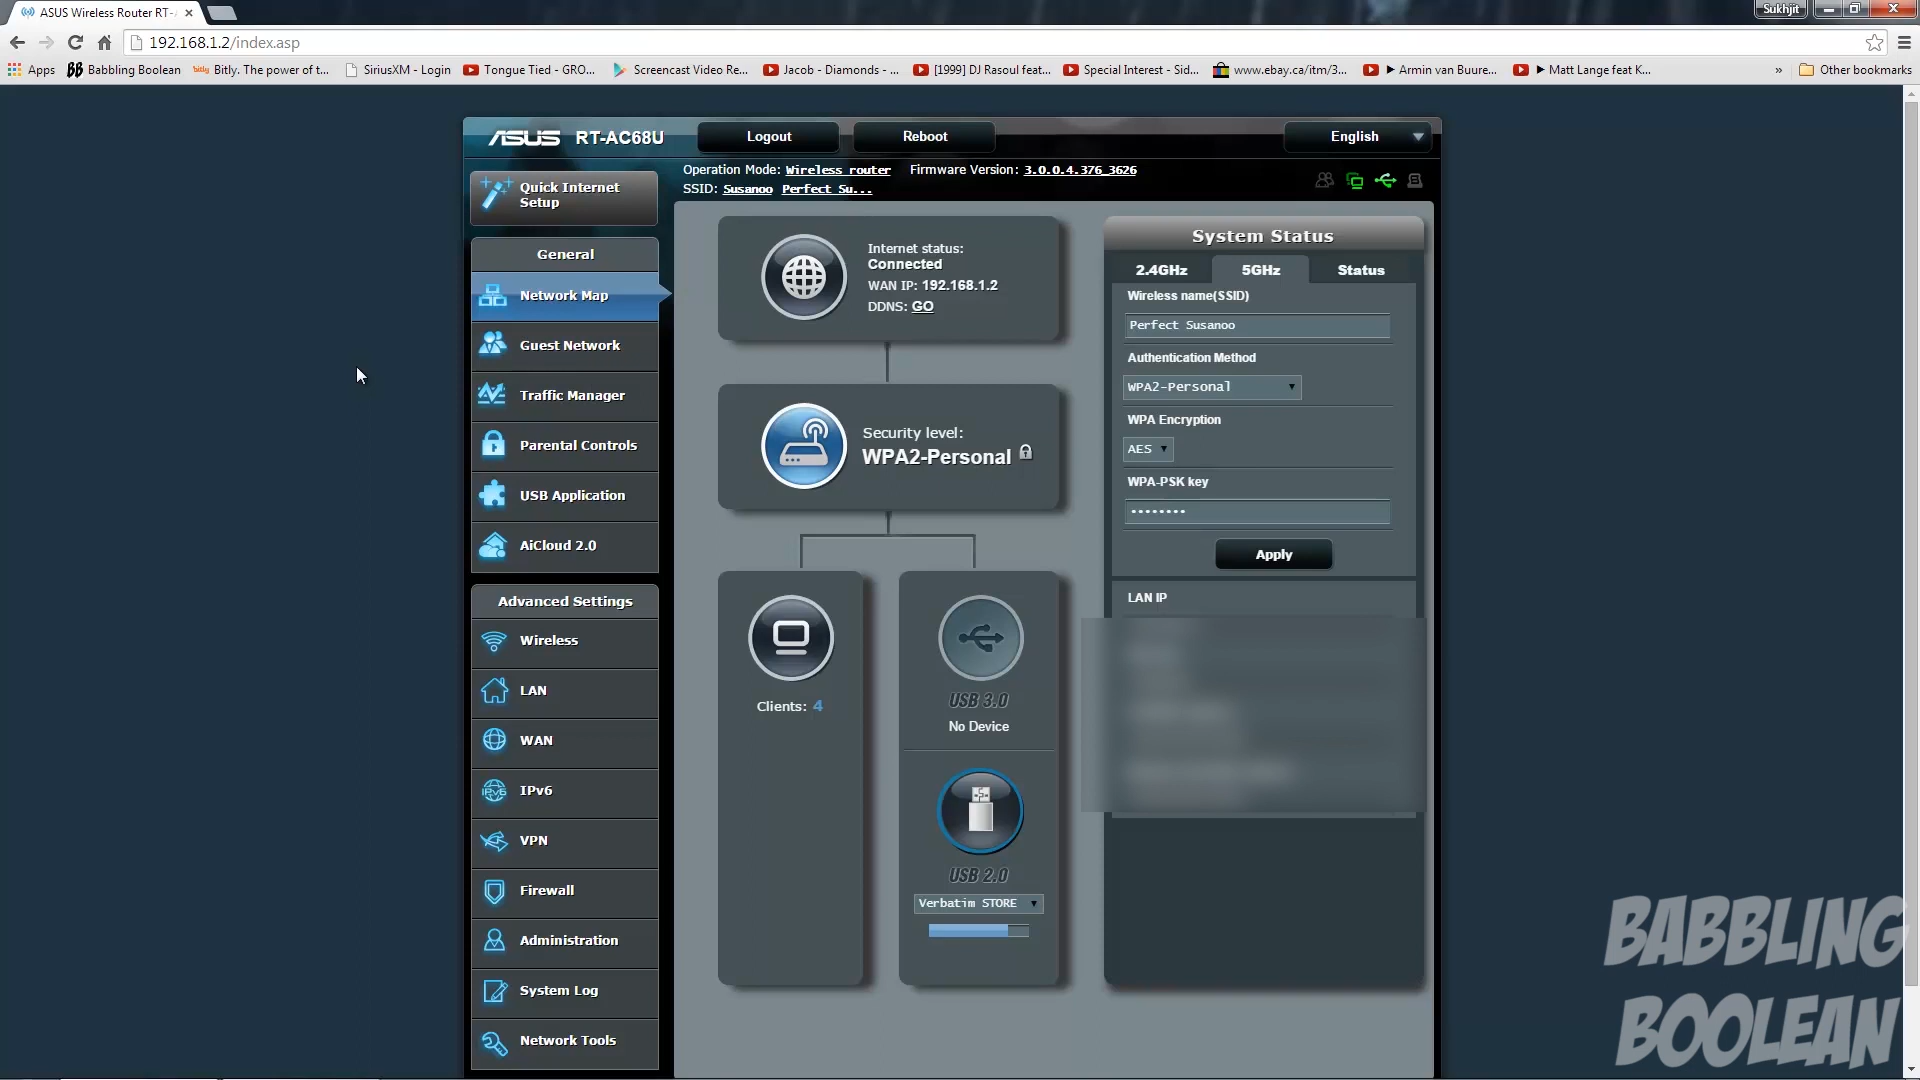 ASUS Wireless Router RT-A
Sukhjit
192.168.1.2/index.asp
Apps
BB Babbling Boolean
bitly Bitly. The power of t...
SiriusXM - Login
Tongue Tied - GRO...
Screencast Video Re...
Jacob - Diamonds - ...
[1999] DJ Rasoul feat...
Special Interest - Sid...
www.ebay.ca/itm/3...
► Armin van Buure...
► Matt Lange feat K...
»
Other bookmarks
ASUS RT-AC68U
Logout
Reboot
English
Operation Mode: Wireless router Firmware Version: 3.0.0.4.376_3626
SSID: Susanoo Perfect Su...
Quick Internet
Setup
General
Network Map
Guest Network
Traffic Manager
Parental Controls
USB Application
AiCloud 2.0
Advanced Settings
Wireless
LAN
WAN
IPv6
VPN
Firewall
Administration
System Log
Network Tools
Internet status:
Connected
WAN IP: 192.168.1.2
DDNS: GO
Security level:
WPA2-Personal
Clients: 4
USB 3.0
No Device
USB 2.0
Verbatim STORE
System Status
2.4GHz
5GHz
Status
Wireless name(SSID)
Perfect Susanoo
Authentication Method
WPA2-Personal
WPA Encryption
AES
WPA-PSK key
••••••••
Apply
LAN IP
BABBLING
BOOLEAN